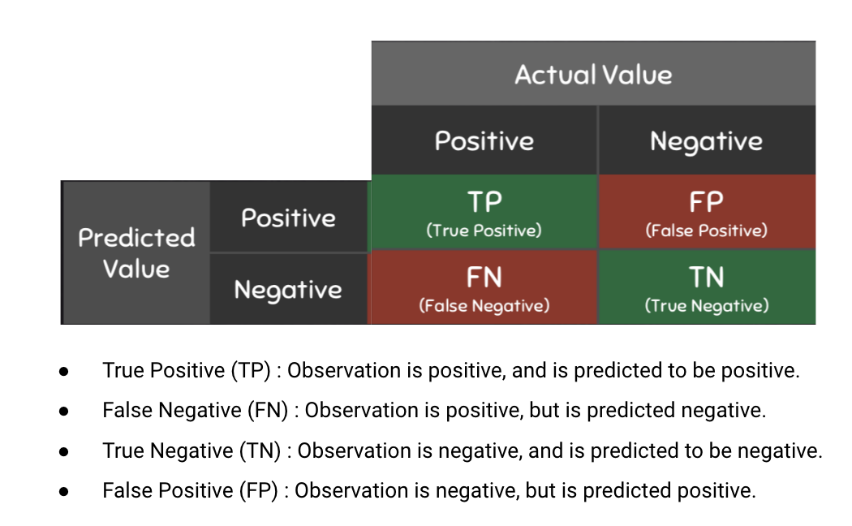 Actual Value
Positive Negative
Predicted Value
Positive
TP
(True Positive)
FP
(False Positive)
Negative
FN
(False Negative)
TN
(True Negative)
● True Positive (TP) : Observation is positive, and is predicted to be positive.
● False Negative (FN) : Observation is positive, but is predicted negative.
● True Negative (TN) : Observation is negative, and is predicted to be negative.
● False Positive (FP) : Observation is negative, but is predicted positive.